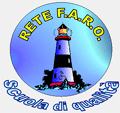 RETE F.A.R.O.
Scuola di qualità